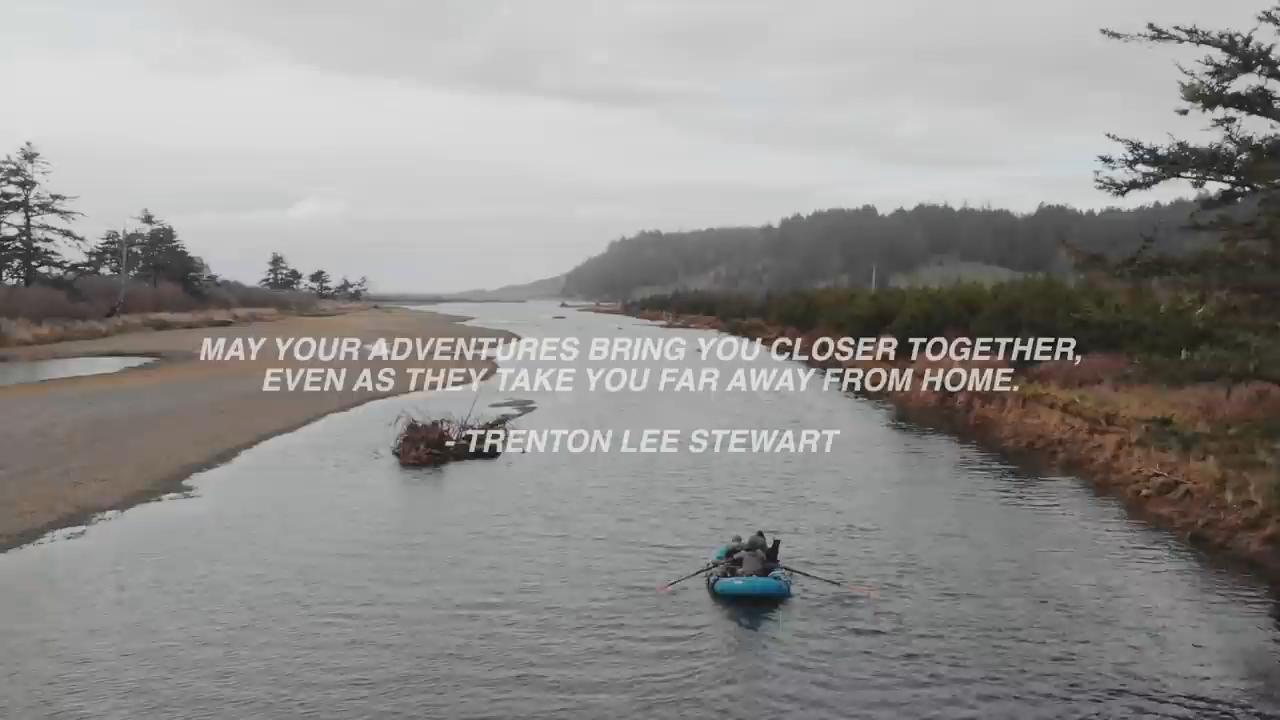 MAY YOUR ADVENTURES BRING YOU CLOSER TOGETHER,
EVEN AS THEY TAKE YOU FAR AWAY FROM HOME.
- TRENTON LEE STEWART